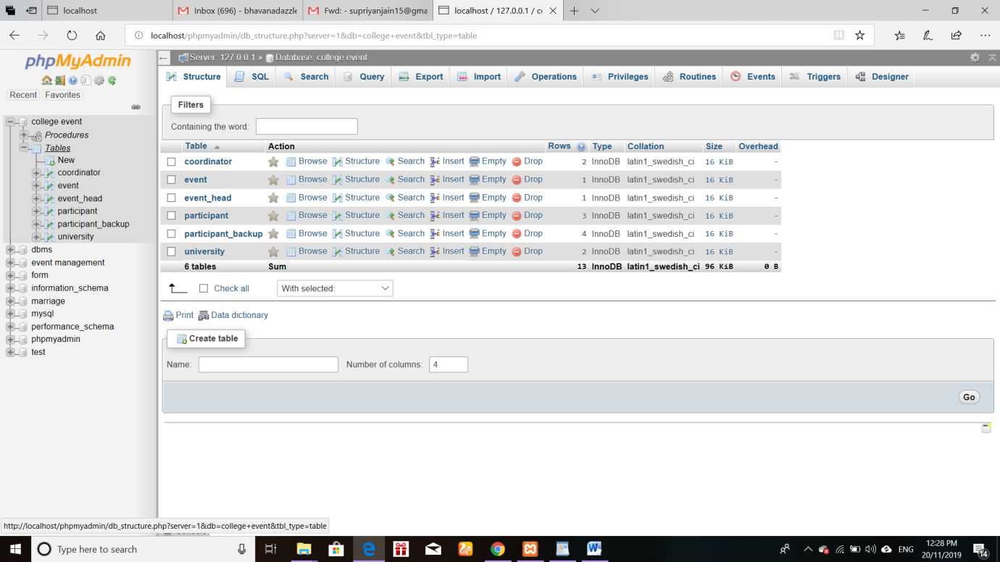 localhost
Inbox (696) - bhavanadazzle
Fwd: - supriyanjain15@gma
localhost / 127.0.0.1 / co
localhost/phpmyadmin/db_structure.php?server=1&db=college+event&tbl_type=table
phpMyAdmin
Recent Favorites
college event
Procedures
Tables
New
coordinator
event
event_head
participant
participant_backup
university
dbms
event management
form
information_schema
marriage
mysql
performance_schema
phpmyadmin
test
Server: 127.0.0.1 » Database: college event
Structure SQL Search Query Export Import Operations Privileges Routines Events Triggers Designer
Filters
Containing the word:
Table Action Rows Type Collation Size Overhead
coordinator Browse Structure Search Insert Empty Drop 2 InnoDB latin1_swedish_ci 16 KiB -
event Browse Structure Search Insert Empty Drop 1 InnoDB latin1_swedish_ci 16 KiB -
event_head Browse Structure Search Insert Empty Drop 1 InnoDB latin1_swedish_ci 16 KiB -
participant Browse Structure Search Insert Empty Drop 3 InnoDB latin1_swedish_ci 16 KiB -
participant_backup Browse Structure Search Insert Empty Drop 4 InnoDB latin1_swedish_ci 16 KiB -
university Browse Structure Search Insert Empty Drop 2 InnoDB latin1_swedish_ci 16 KiB -
6 tables Sum 13 InnoDB latin1_swedish_ci 96 KiB 0 B
Check all With selected:
Print Data dictionary
Create table
Name: Number of columns: 4
Go
http://localhost/phpmyadmin/db_structure.php?server=1&db=college+event&tbl_type=table
Type here to search
ENG
12:28 PM
20/11/2019
14